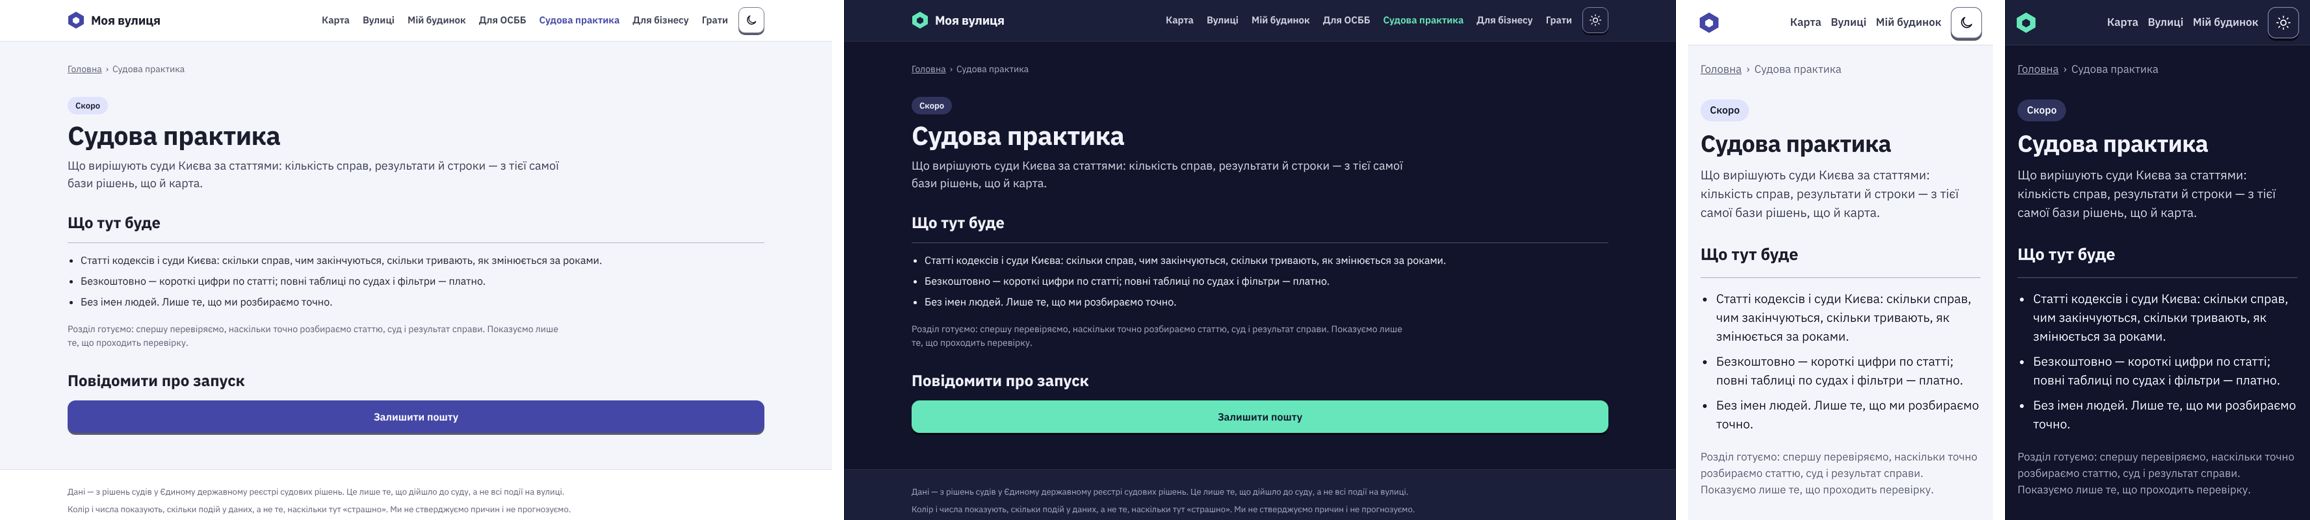 Моя вулиця
Карта Вулиці Мій будинок Для ОСББ Судова практика Для бізнесу Грати
Головна › Судова практика
Скоро
Судова практика
Що вирішують суди Києва за статтями: кількість справ, результати й строки — з тієї самої
бази рішень, що й карта.
Що тут буде
• Статті кодексів і суди Києва: скільки справ, чим закінчуються, скільки тривають, як змінюється за роками.
• Безкоштовно — короткі цифри по статті; повні таблиці по судах і фільтри — платно.
• Без імен людей. Лише те, що ми розбираємо точно.
Розділ готуємо: спершу перевіряємо, наскільки точно розбираємо статтю, суд і результат справи. Показуємо лише
те, що проходить перевірку.
Повідомити про запуск
Залишити пошту
Дані — з рішень судів у Єдиному державному реєстрі судових рішень. Це лише те, що дійшло до суду, а не всі події на вулиці.
Колір і числа показують, скільки подій у даних, а не те, наскільки тут «страшно». Ми не стверджуємо причин і не прогнозуємо.
Моя вулиця
Карта Вулиці Мій будинок Для ОСББ Судова практика Для бізнесу Грати
Головна › Судова практика
Скоро
Судова практика
Що вирішують суди Києва за статтями: кількість справ, результати й строки — з тієї самої
бази рішень, що й карта.
Що тут буде
• Статті кодексів і суди Києва: скільки справ, чим закінчуються, скільки тривають, як змінюється за роками.
• Безкоштовно — короткі цифри по статті; повні таблиці по судах і фільтри — платно.
• Без імен людей. Лише те, що ми розбираємо точно.
Розділ готуємо: спершу перевіряємо, наскільки точно розбираємо статтю, суд і результат справи. Показуємо лише
те, що проходить перевірку.
Повідомити про запуск
Залишити пошту
Дані — з рішень судів у Єдиному державному реєстрі судових рішень. Це лише те, що дійшло до суду, а не всі події на вулиці.
Колір і числа показують, скільки подій у даних, а не те, наскільки тут «страшно». Ми не стверджуємо причин і не прогнозуємо.
Карта Вулиці Мій будинок
Головна › Судова практика
Скоро
Судова практика
Що вирішують суди Києва за статтями:
кількість справ, результати й строки — з тієї
самої бази рішень, що й карта.
Що тут буде
• Статті кодексів і суди Києва: скільки справ,
чим закінчуються, скільки тривають, як
змінюється за роками.
• Безкоштовно — короткі цифри по статті;
повні таблиці по судах і фільтри — платно.
• Без імен людей. Лише те, що ми розбираємо
точно.
Розділ готуємо: спершу перевіряємо, наскільки точно
розбираємо статтю, суд і результат справи.
Показуємо лише те, що проходить перевірку.
Карта Вулиці Мій будинок
Головна › Судова практика
Скоро
Судова практика
Що вирішують суди Києва за статтями:
кількість справ, результати й строки — з тієї
самої бази рішень, що й карта.
Що тут буде
• Статті кодексів і суди Києва: скільки справ,
чим закінчуються, скільки тривають, як
змінюється за роками.
• Безкоштовно — короткі цифри по статті;
повні таблиці по судах і фільтри — платно.
• Без імен людей. Лише те, що ми розбираємо
точно.
Розділ готуємо: спершу перевіряємо, наскільки точно
розбираємо статтю, суд і результат справи.
Показуємо лише те, що проходить перевірку.